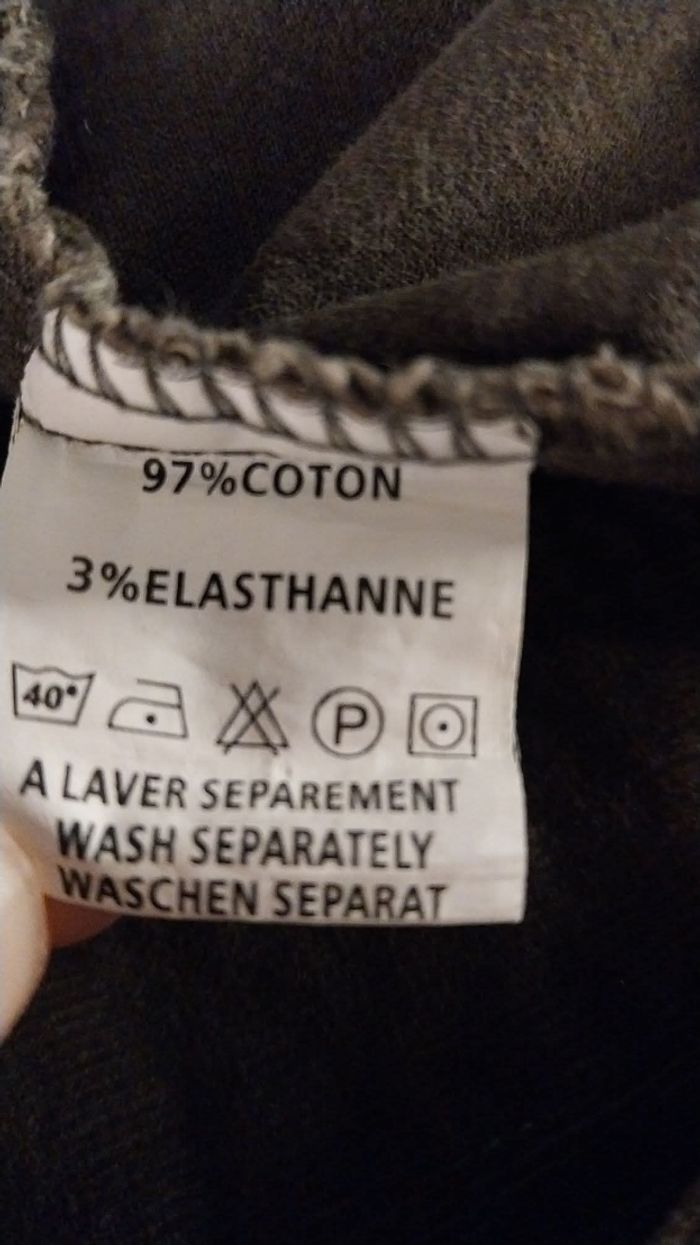 97%COTON
3%ELASTHANNE
40° P
A LAVER SEPAREMENT
WASH SEPARATELY
WASCHEN SEPARAT